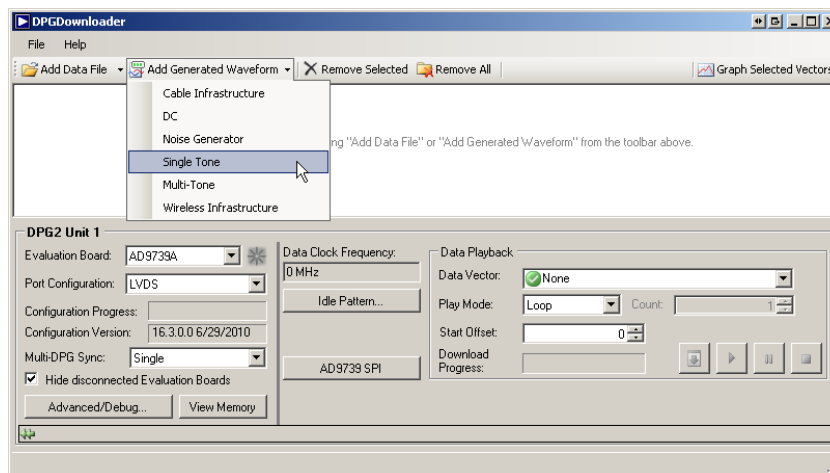 DPGDownloader
File Help
Add Data File Add Generated Waveform Remove Selected Remove All Graph Selected Vectors
Cable Infrastructure
DC
Noise Generator
ng "Add Data File" or "Add Generated Waveform" from the toolbar above.
Single Tone
Multi-Tone
Wireless Infrastructure
DPG2 Unit 1
Evaluation Board: AD9739A
Port Configuration: LVDS
Configuration Progress:
Configuration Version: 16.3.0.0 6/29/2010
Multi-DPG Sync: Single
Hide disconnected Evaluation Boards
Advanced/Debug... View Memory
Data Clock Frequency:
0 MHz
Idle Pattern...
AD9739 SPI
Data Playback
Data Vector: None
Play Mode: Loop Count: 1
Start Offset: 0
Download
Progress: